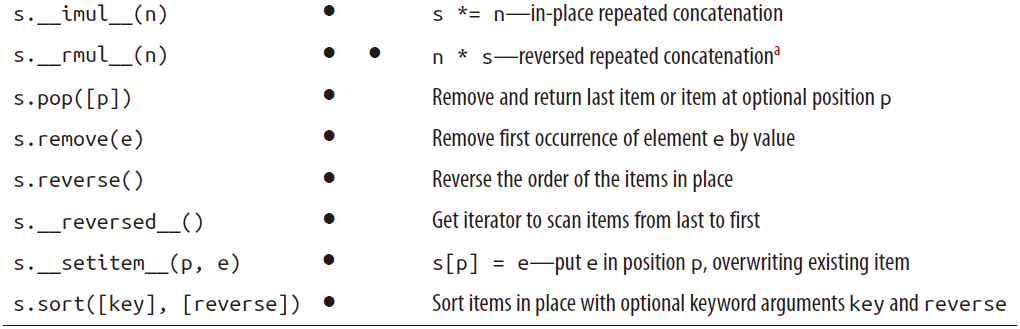 s.__imul__(n) ● s *= n—in-place repeated concatenation
s.__rmul__(n) ● ● n * s—reversed repeated concatenationᵃ
s.pop([p]) ● Remove and return last item or item at optional position p
s.remove(e) ● Remove first occurrence of element e by value
s.reverse() ● Reverse the order of the items in place
s.__reversed__() ● Get iterator to scan items from last to first
s.__setitem__(p, e) ● s[p] = e—put e in position p, overwriting existing item
s.sort([key], [reverse]) ● Sort items in place with optional keyword arguments key and reverse